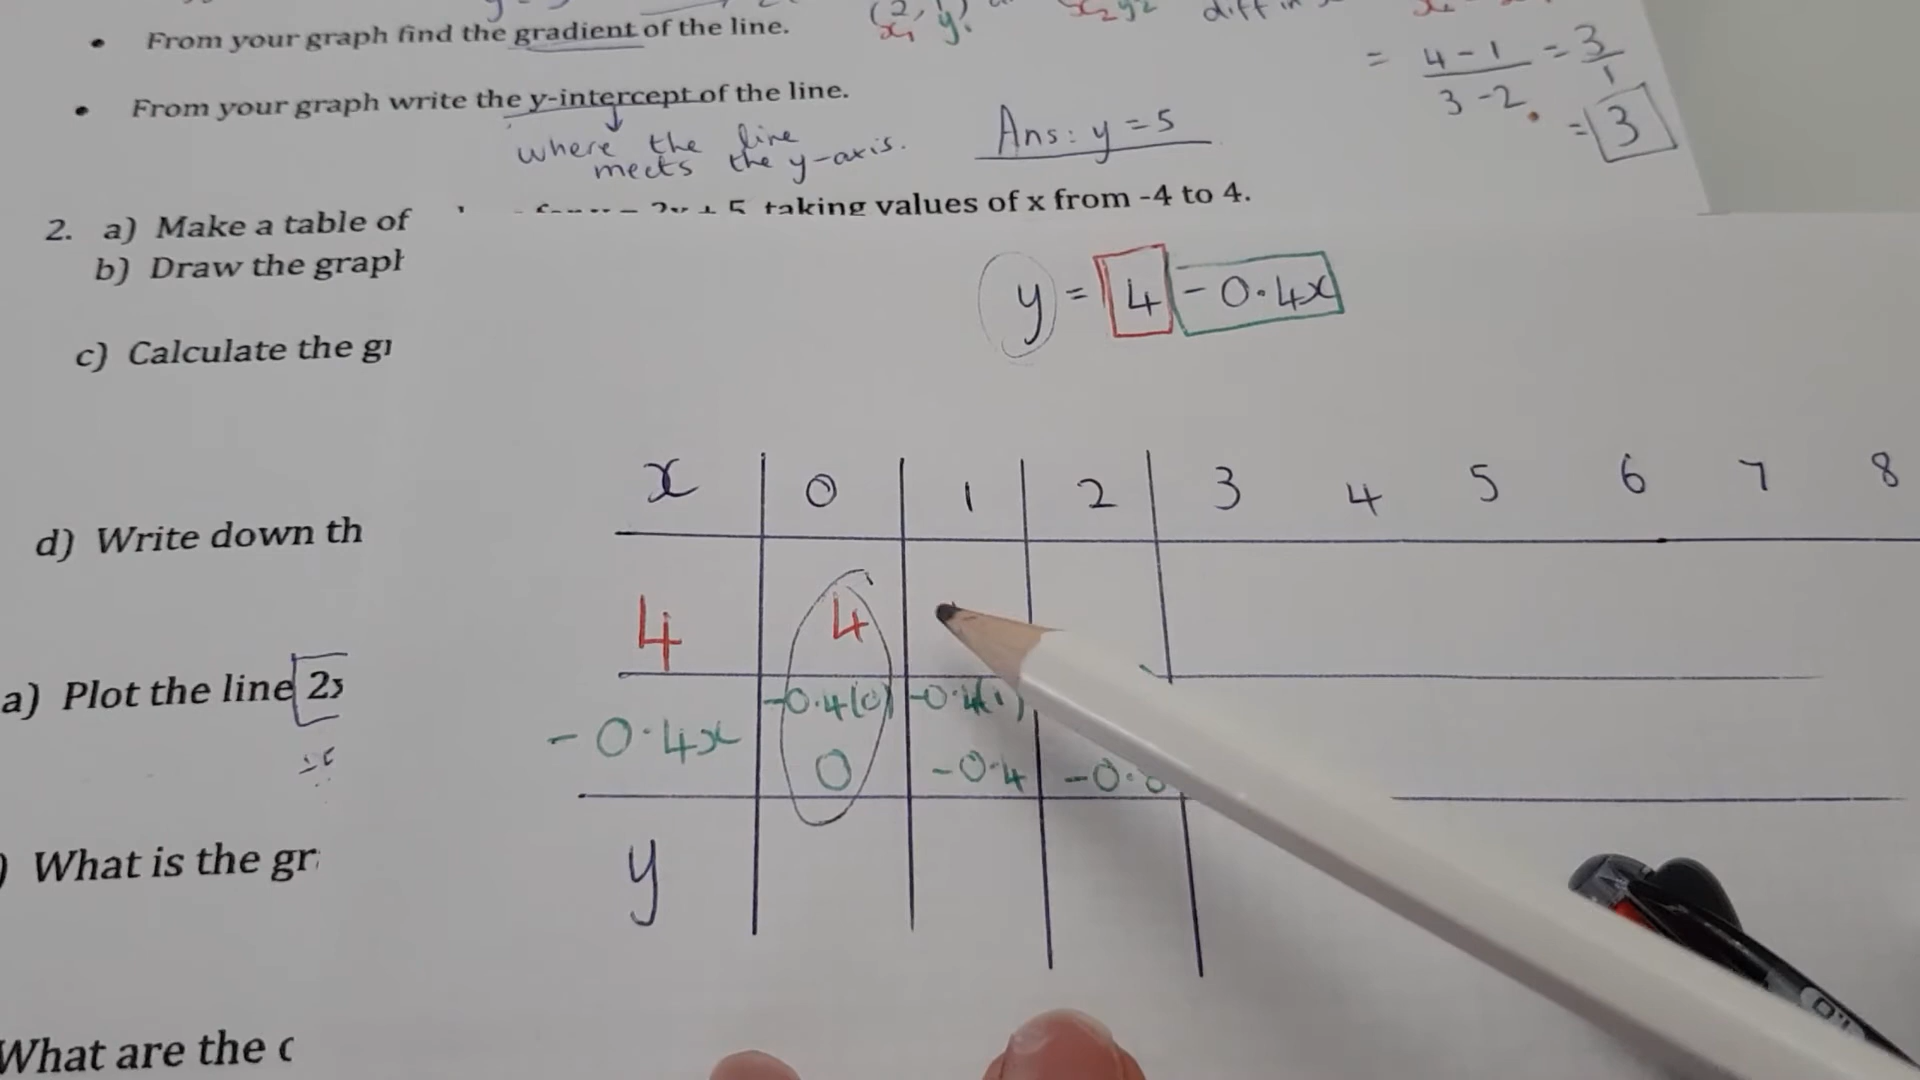 • From your graph find the gradient of the line.
= 4 - 1 / 3 - 2 = 3 / 1
= 3
• From your graph write the y-intercept of the line.
where the line
meets the y-axis.
Ans: y = 5
2. a) Make a table of taking values of x from -4 to 4.
b) Draw the grap
y = 4 - 0.4x
c) Calculate the g
x 0 1 2 3 4 5 6 7 8
d) Write down th
4 4
a) Plot the line 2
-0.4(0) -0.4(1)
-0.4x
0 -0.4
What is the gr
y
What are the